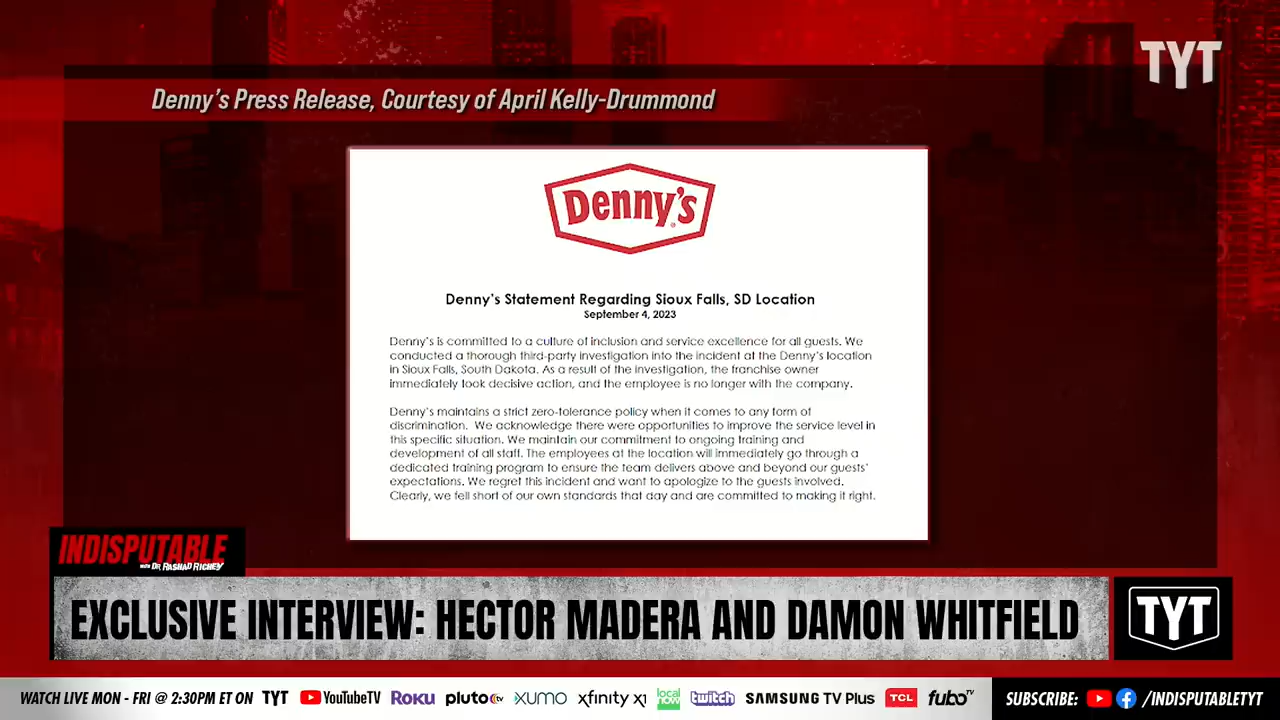 TYT
Denny's Press Release, Courtesy of April Kelly-Drummond
Denny's
Denny's Statement Regarding Sioux Falls, SD Location
September 4, 2023
Denny's is committed to a culture of inclusion and service excellence for all guests. We
conducted a thorough third-party investigation into the incident at the Denny's location
in Sioux Falls, South Dakota. As a result of the investigation, the franchise owner
immediately took decisive action, and the employee is no longer with the company.
Denny's maintains a strict zero-tolerance policy when it comes to any form of
discrimination. We acknowledge there were opportunities to improve the service level in
this specific situation. We maintain our commitment to ongoing training and
development of all staff. The employees at the location will immediately go through a
dedicated training program to ensure the team delivers above and beyond our guests'
expectations. We regret this incident and want to apologize to the guests involved.
Clearly, we fell short of our own standards that day and are committed to making it right.
INDISPUTABLE
WITH DR. RASHAD RICHEY
EXCLUSIVE INTERVIEW: HECTOR MADERA AND DAMON WHITFIELD
TYT
WATCH LIVE MON - FRI @ 2:30PM ET ON TYT YouTubeTV ROKU pluto tv XUMO xfinity x1 local now twitch SAMSUNG TV Plus TCL fubo TV SUBSCRIBE: /INDISPUTABLETYT